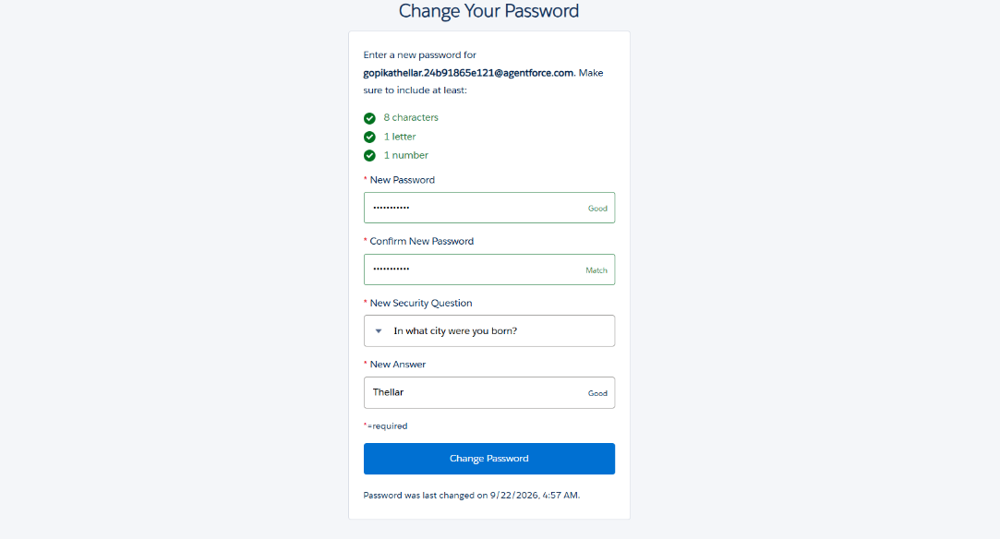 Change Your Password
Enter a new password for
gopikathellar.24b91865e121@agentforce.com. Make
sure to include at least:
8 characters
1 letter
1 number
* New Password
••••••••••• Good
* Confirm New Password
••••••••••• Match
* New Security Question
In what city were you born?
* New Answer
Thellar Good
*=required
Change Password
Password was last changed on 9/22/2026, 4:57 AM.